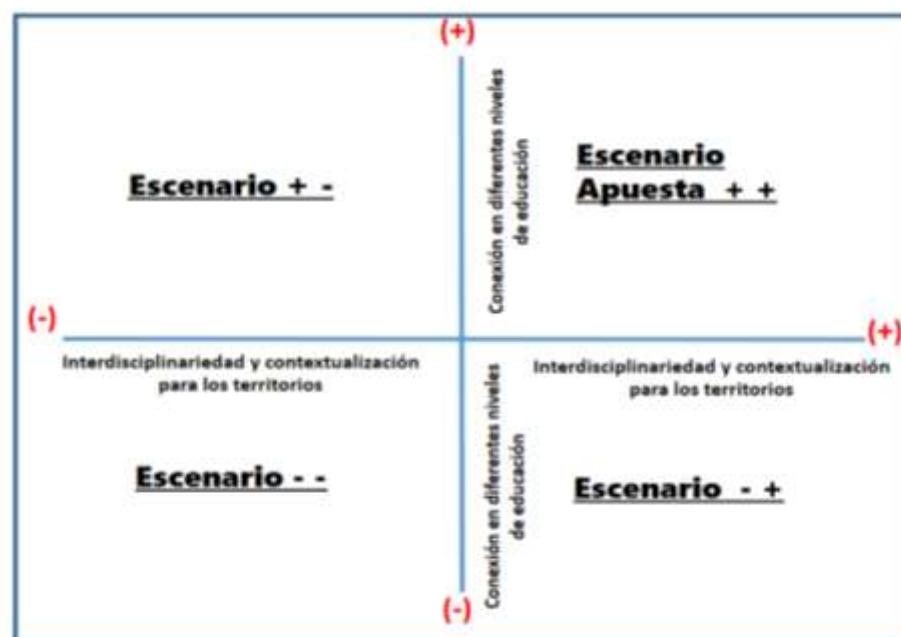 (+)
Conexión en diferentes niveles
de educación
Escenario + -
Escenario
Apuesta + +
(-)
(+)
Interdisciplinariedad y contextualización
para los territorios
Interdisciplinariedad y contextualización
para los territorios
Conexión en diferentes niveles
de educación
Escenario - -
Escenario - +
(-)